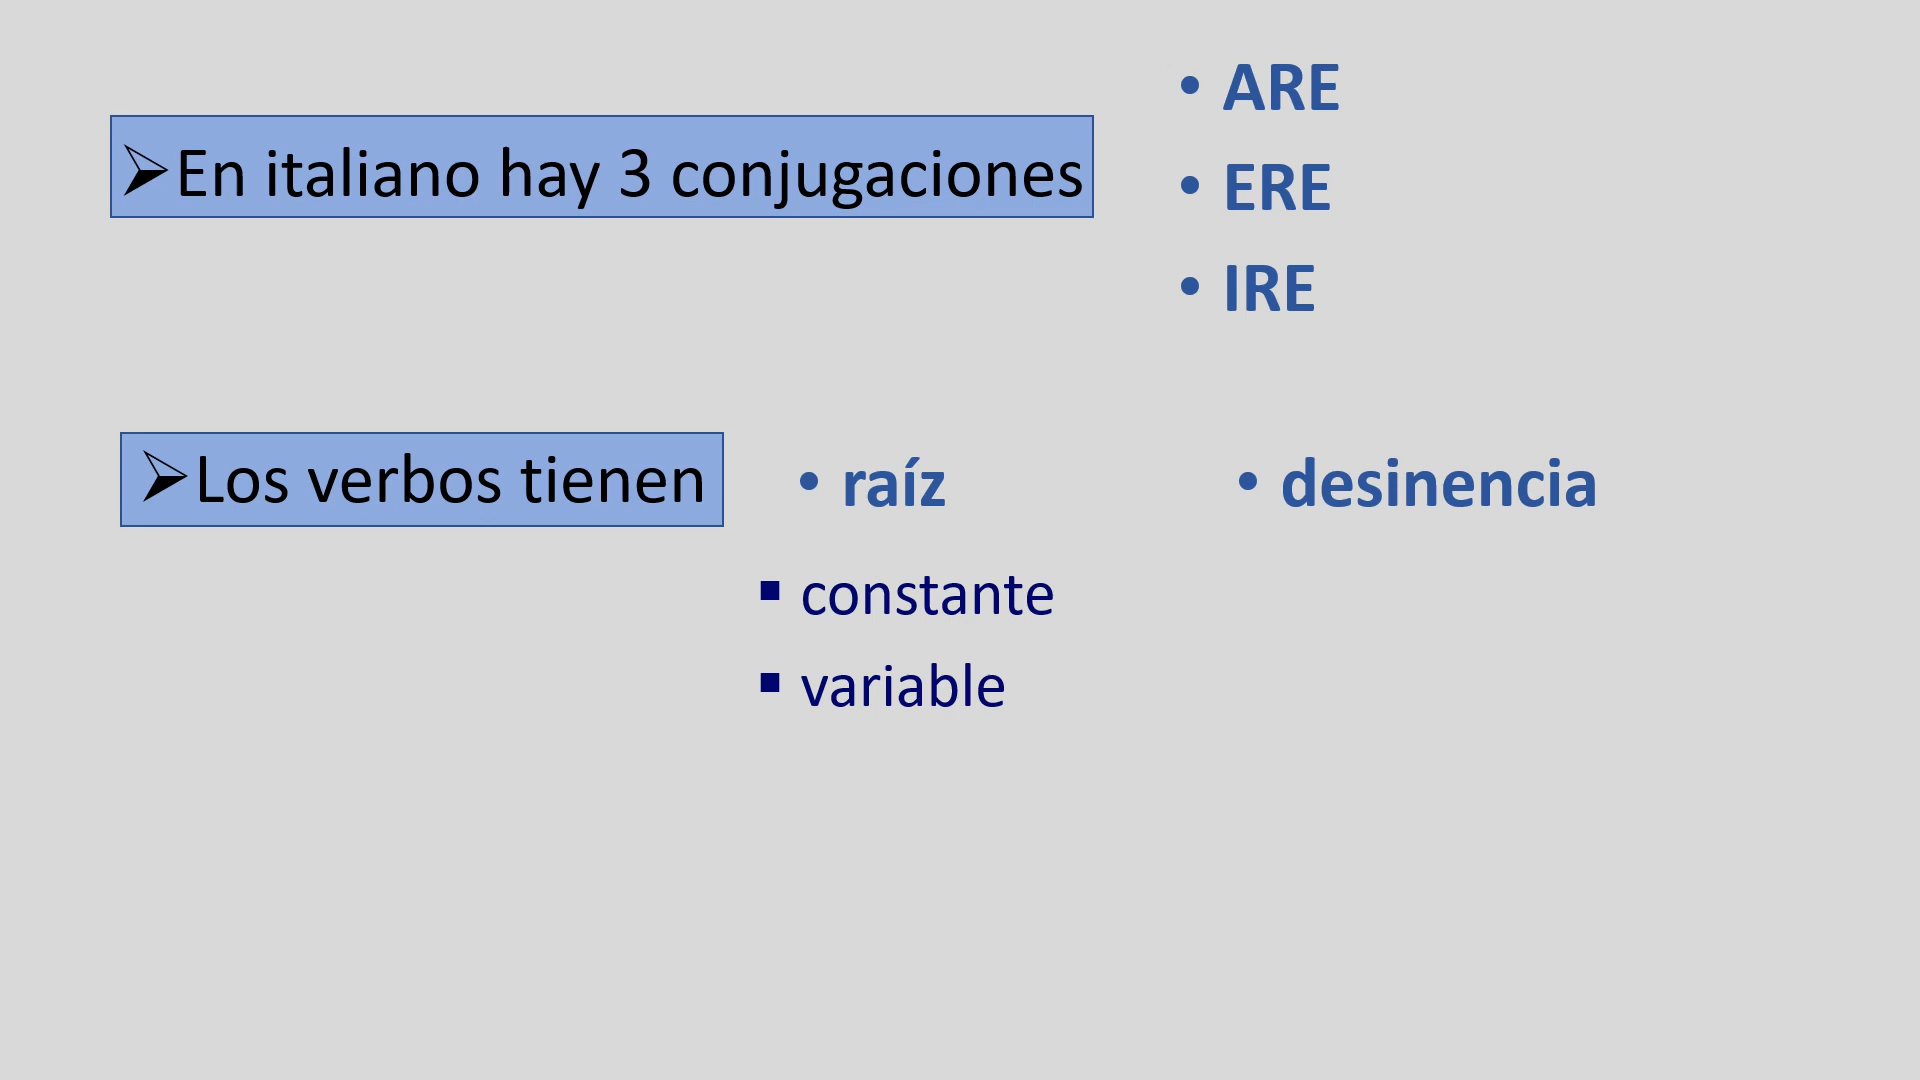 ➢En italiano hay 3 conjugaciones
• ARE
• ERE
• IRE
➢Los verbos tienen
• raíz
• desinencia
▪ constante
▪ variable